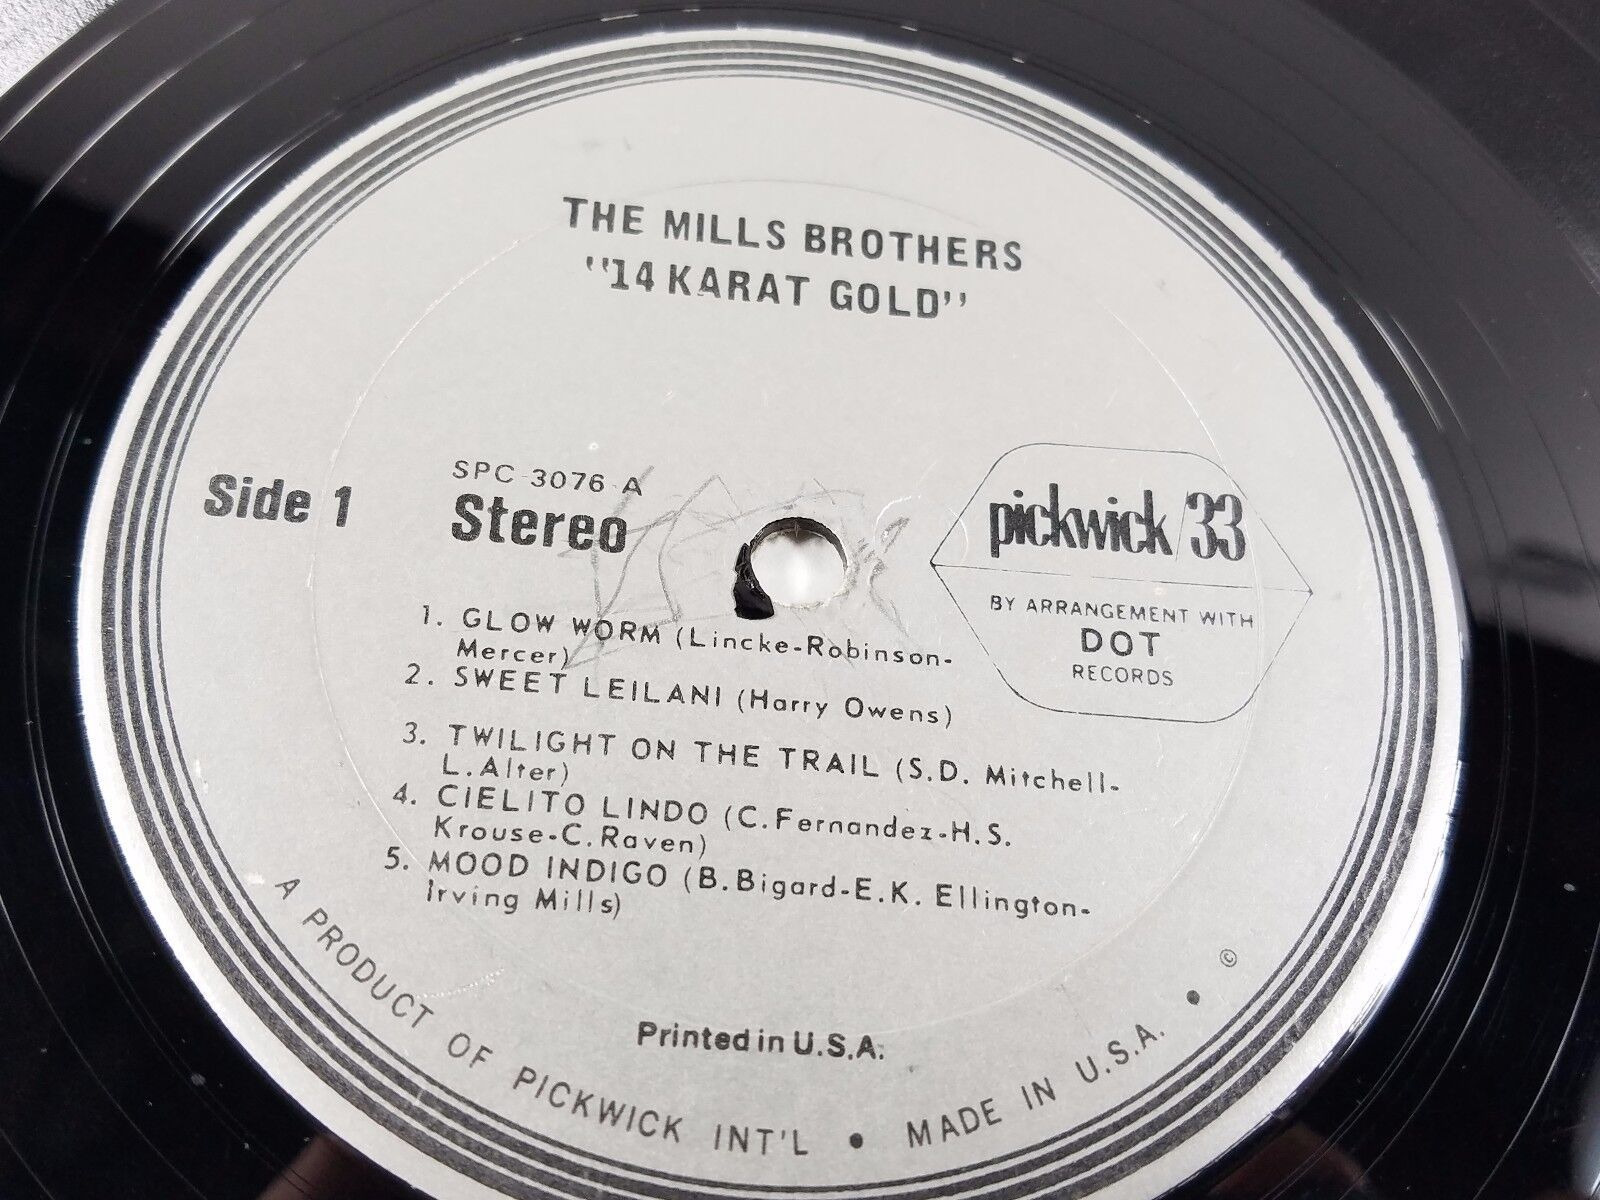 THE MILLS BROTHERS
"14 KARAT GOLD"
Side 1
SPC-3076-A
Stereo
pickwick/33
BY ARRANGEMENT WITH
DOT
RECORDS
1. GLOW WORM (Lincke-Robinson-
Mercer)
2. SWEET LEILANI (Harry Owens)
3. TWILIGHT ON THE TRAIL (S.D. Mitchell-
L.Alter)
4. CIELITO LINDO (C.Fernandez-H.S.
Krouse-C.Raven)
5. MOOD INDIGO (B.Bigard-E.K. Ellington-
Irving Mills)
Printed in U.S.A.
A PRODUCT OF PICKWICK INT'L • MADE IN U.S.A. • ©